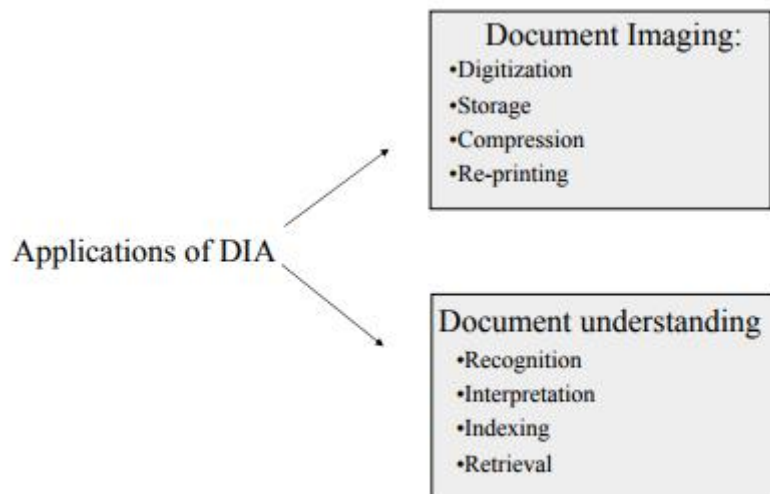 Document Imaging:
•Digitization
•Storage
•Compression
•Re-printing
Applications of DIA
Document understanding
•Recognition
•Interpretation
•Indexing
•Retrieval